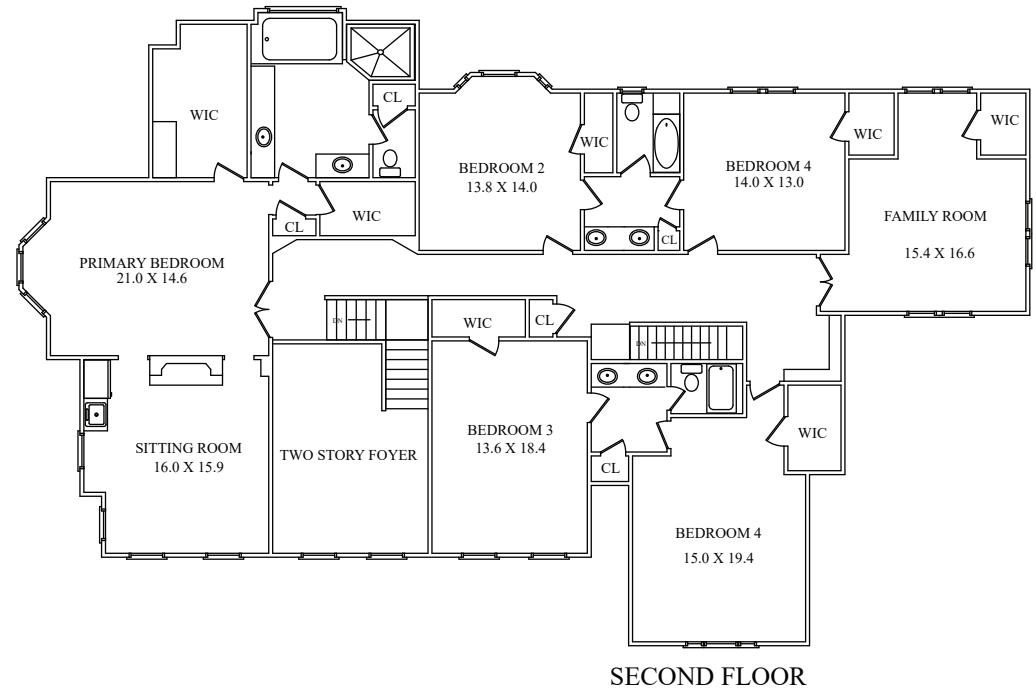 WIC
CL
WIC
CL
BEDROOM 2
13.8 X 14.0
WIC
CL
BEDROOM 4
14.0 X 13.0
WIC
WIC
FAMILY ROOM
15.4 X 16.6
PRIMARY BEDROOM
21.0 X 14.6
DN
WIC
CL
DN
SITTING ROOM
16.0 X 15.9
TWO STORY FOYER
BEDROOM 3
13.6 X 18.4
CL
WIC
BEDROOM 4
15.0 X 19.4
SECOND FLOOR